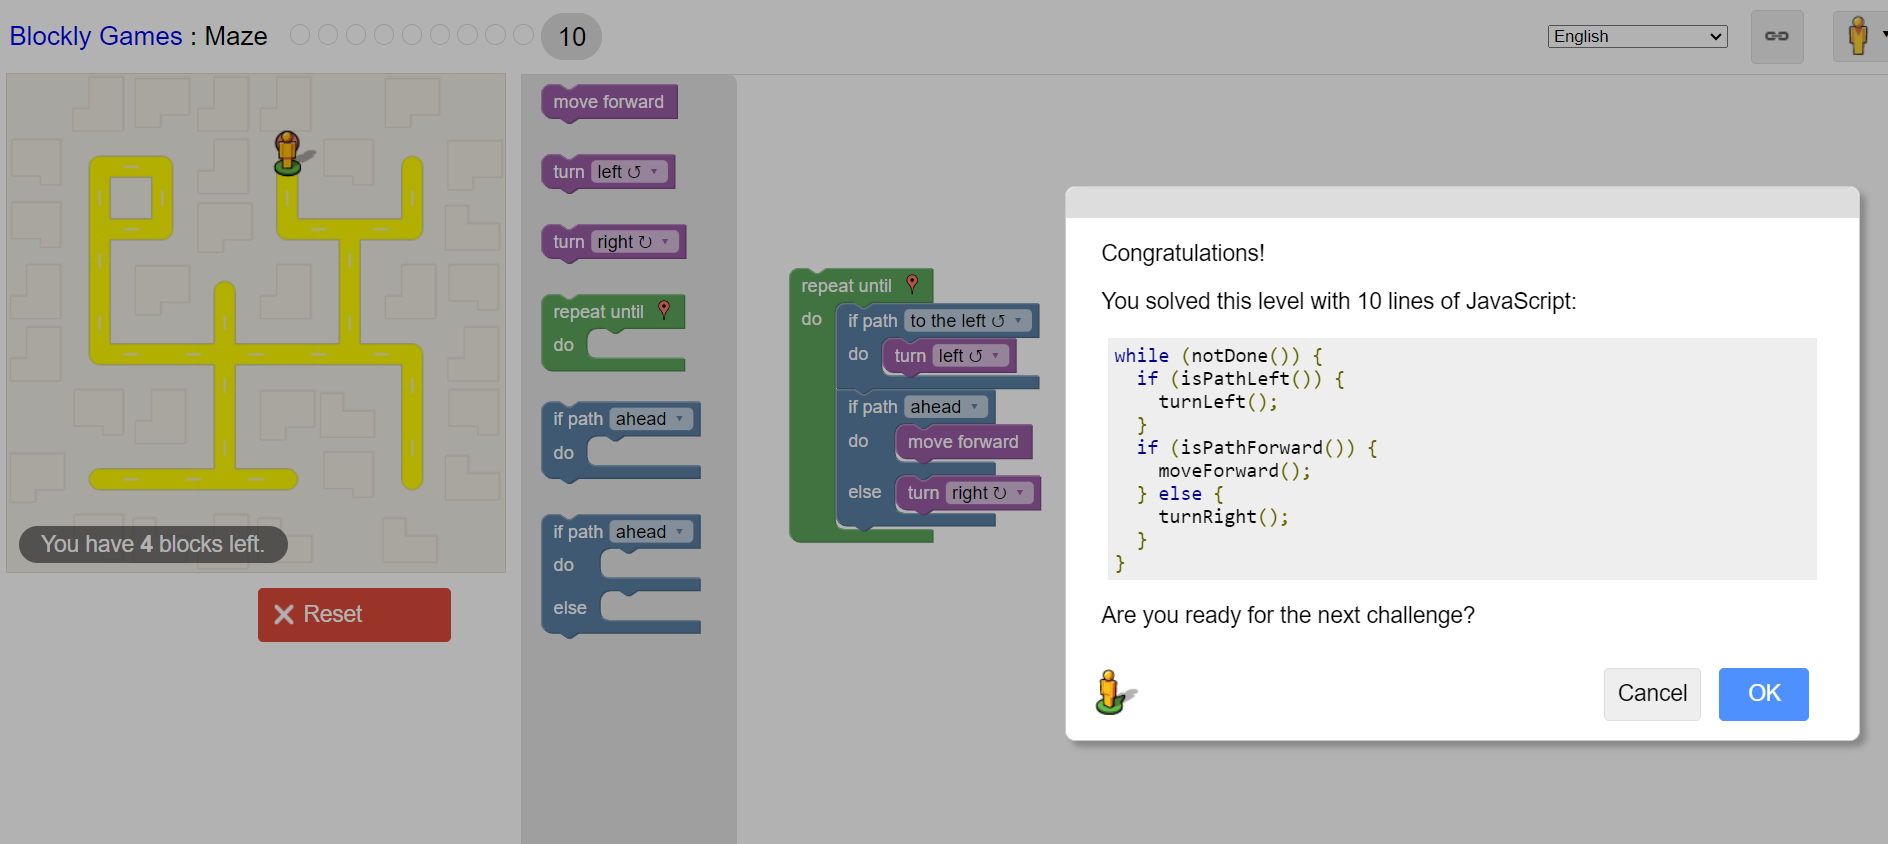 Blockly Games : Maze
10
English
You have 4 blocks left.
Reset
move forward
turn left ↺ ▾
turn right ↻ ▾
repeat until
do
if path ahead ▾
do
if path ahead ▾
do
else
repeat until
do
if path to the left ↺ ▾
do turn left ↺ ▾
if path ahead ▾
do move forward
else turn right ↻ ▾
Congratulations!
You solved this level with 10 lines of JavaScript:
while (notDone()) {
  if (isPathLeft()) {
    turnLeft();
  }
  if (isPathForward()) {
    moveForward();
  } else {
    turnRight();
  }
}
Are you ready for the next challenge?
Cancel
OK